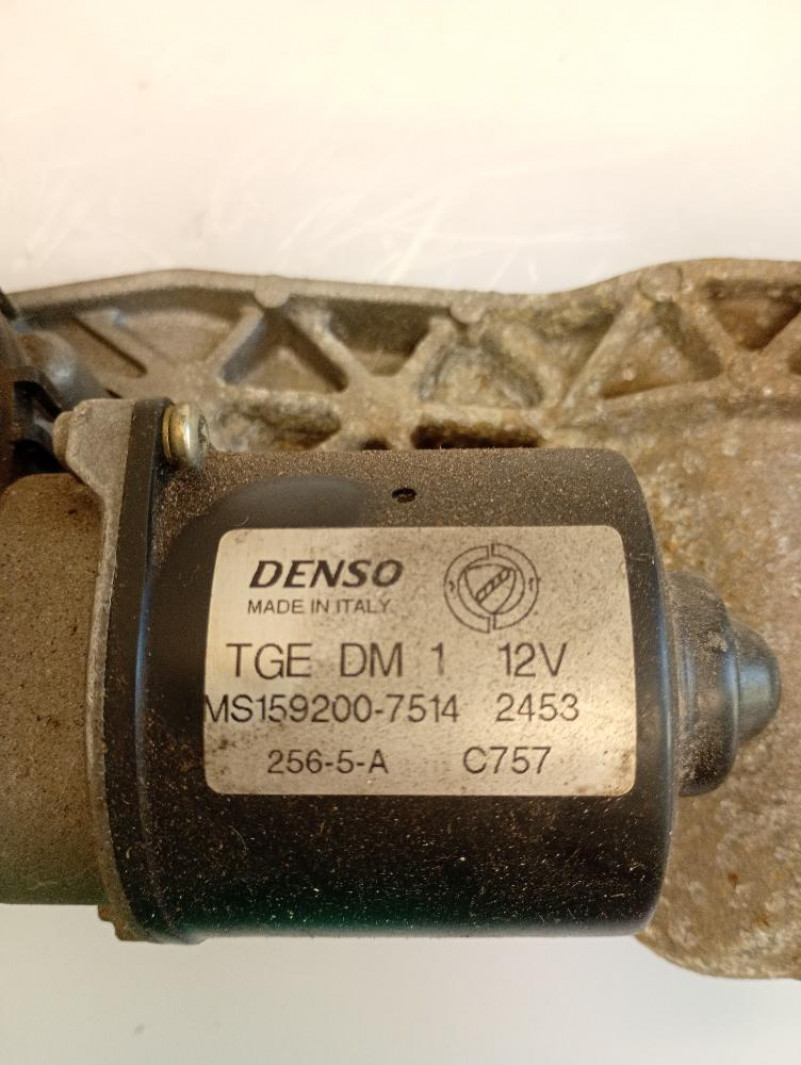 DENSO
MADE IN ITALY
TGE DM 1 12V
MS159200-7514 2453
256-5-A C757